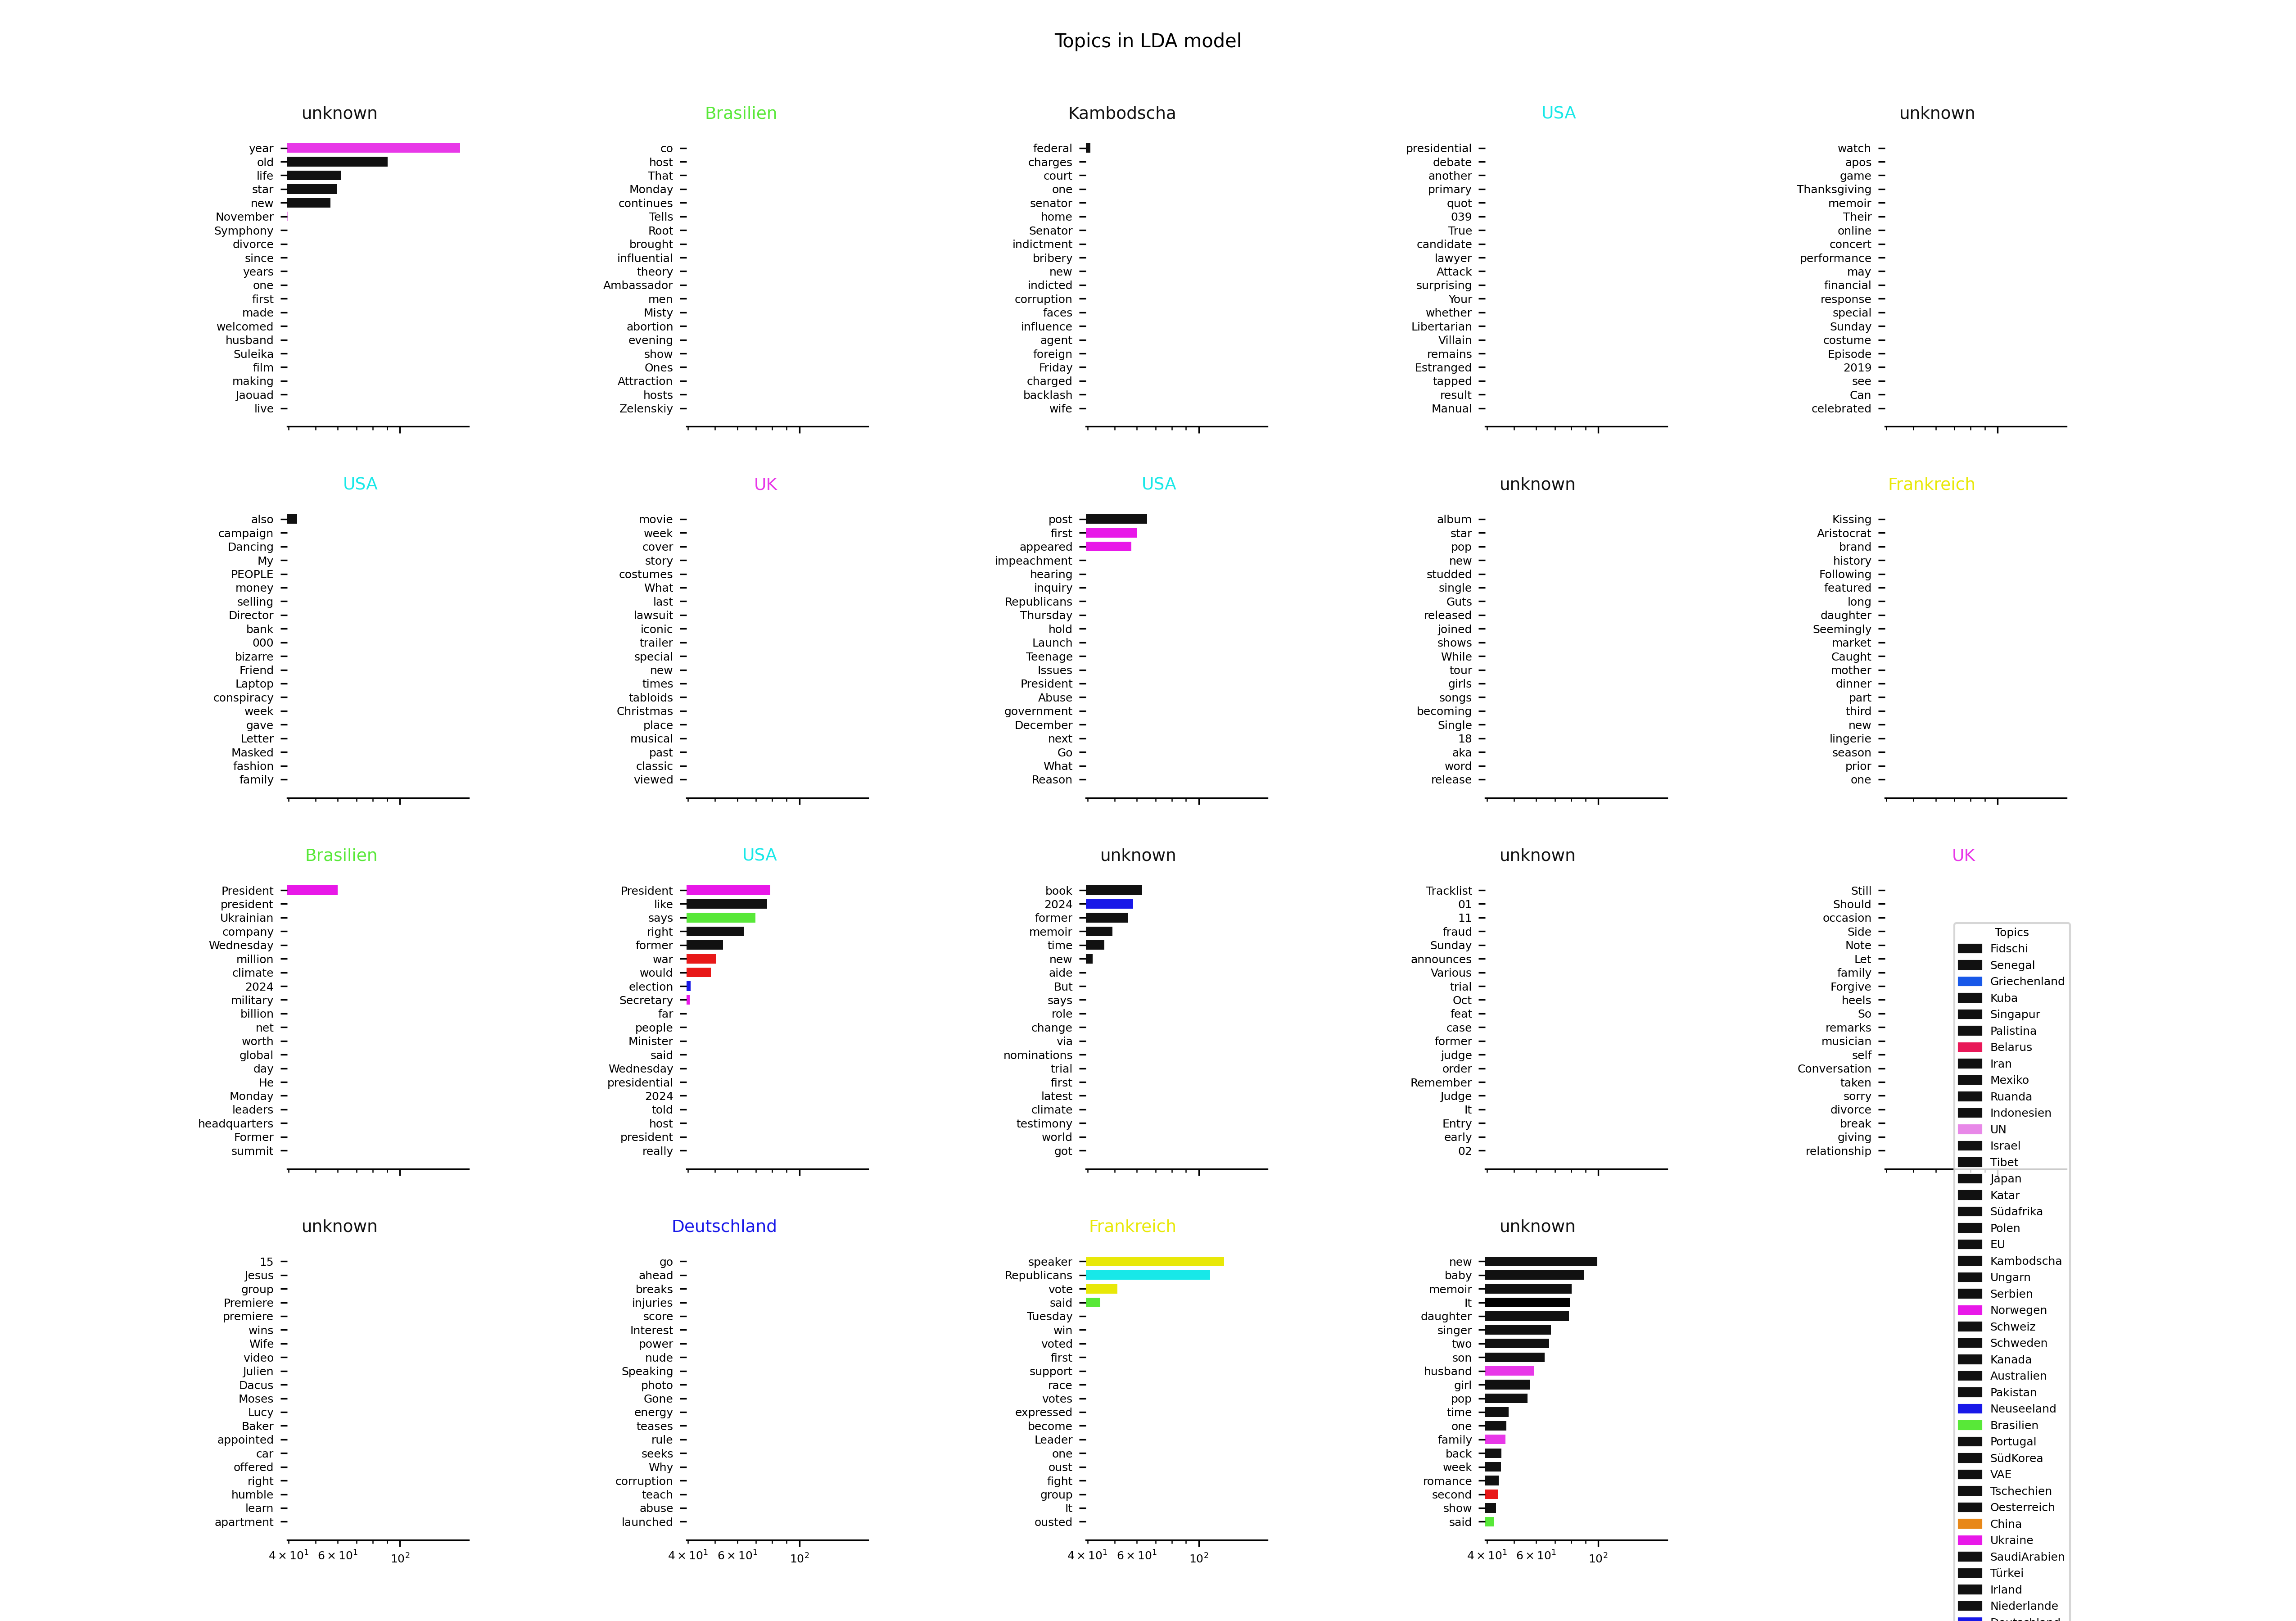 Topics in LDA model
unknown
year
old
life
star
new
November
Symphony
divorce
since
years
one
first
made
welcomed
husband
Suleika
film
making
Jaouad
live
Brasilien
co
host
That
Monday
continues
Tells
Root
brought
influential
theory
Ambassador
men
Misty
abortion
evening
show
Ones
Attraction
hosts
Zelenskiy
Kambodscha
federal
charges
court
one
senator
home
Senator
indictment
bribery
new
indicted
corruption
faces
influence
agent
foreign
Friday
charged
backlash
wife
USA
presidential
debate
another
primary
quot
039
True
candidate
lawyer
Attack
surprising
Your
whether
Libertarian
Villain
remains
Estranged
tapped
result
Manual
unknown
watch
apos
game
Thanksgiving
memoir
Their
online
concert
performance
may
financial
response
special
Sunday
costume
Episode
2019
see
Can
celebrated
USA
also
campaign
Dancing
My
PEOPLE
money
selling
Director
bank
000
bizarre
Friend
Laptop
conspiracy
week
gave
Letter
Masked
fashion
family
UK
movie
week
cover
story
costumes
What
last
lawsuit
iconic
trailer
special
new
times
tabloids
Christmas
place
musical
past
classic
viewed
USA
post
first
appeared
impeachment
hearing
inquiry
Republicans
Thursday
hold
Launch
Teenage
Issues
President
Abuse
government
December
next
Go
What
Reason
unknown
album
star
pop
new
studded
single
Guts
released
joined
shows
While
tour
girls
songs
becoming
Single
18
aka
word
release
Frankreich
Kissing
Aristocrat
brand
history
Following
featured
long
daughter
Seemingly
market
Caught
mother
dinner
part
third
new
lingerie
season
prior
one
Brasilien
President
president
Ukrainian
company
Wednesday
million
climate
2024
military
billion
net
worth
global
day
He
Monday
leaders
headquarters
Former
summit
USA
President
like
says
right
former
war
would
election
Secretary
far
people
Minister
said
Wednesday
presidential
2024
told
host
president
really
unknown
book
2024
former
memoir
time
new
aide
But
says
role
change
via
nominations
trial
first
latest
climate
testimony
world
got
unknown
Tracklist
01
11
fraud
Sunday
announces
Various
trial
Oct
feat
case
former
judge
order
Remember
Judge
It
Entry
early
02
UK
Still
Should
occasion
Side
Note
Let
family
Forgive
heels
So
remarks
musician
self
Conversation
taken
sorry
divorce
break
giving
relationship
unknown
15
Jesus
group
Premiere
premiere
wins
Wife
video
Julien
Dacus
Moses
Lucy
Baker
appointed
car
offered
right
humble
learn
apartment
4 × 10¹ 6 × 10¹ 10²
Deutschland
go
ahead
breaks
injuries
score
Interest
power
nude
Speaking
photo
Gone
energy
teases
rule
seeks
Why
corruption
teach
abuse
launched
4 × 10¹ 6 × 10¹ 10²
Frankreich
speaker
Republicans
vote
said
Tuesday
win
voted
first
support
race
votes
expressed
become
Leader
one
oust
fight
group
It
ousted
4 × 10¹ 6 × 10¹ 10²
unknown
new
baby
memoir
It
daughter
singer
two
son
husband
girl
pop
time
one
family
back
week
romance
second
show
said
4 × 10¹ 6 × 10¹ 10²
Topics
Fidschi
Senegal
Griechenland
Kuba
Singapur
Palistina
Belarus
Iran
Mexiko
Ruanda
Indonesien
UN
Israel
Tibet
Japan
Katar
Südafrika
Polen
EU
Kambodscha
Ungarn
Serbien
Norwegen
Schweiz
Schweden
Kanada
Australien
Pakistan
Neuseeland
Brasilien
Portugal
SüdKorea
VAE
Tschechien
Oesterreich
China
Ukraine
SaudiArabien
Türkei
Irland
Niederlande
Deutschland